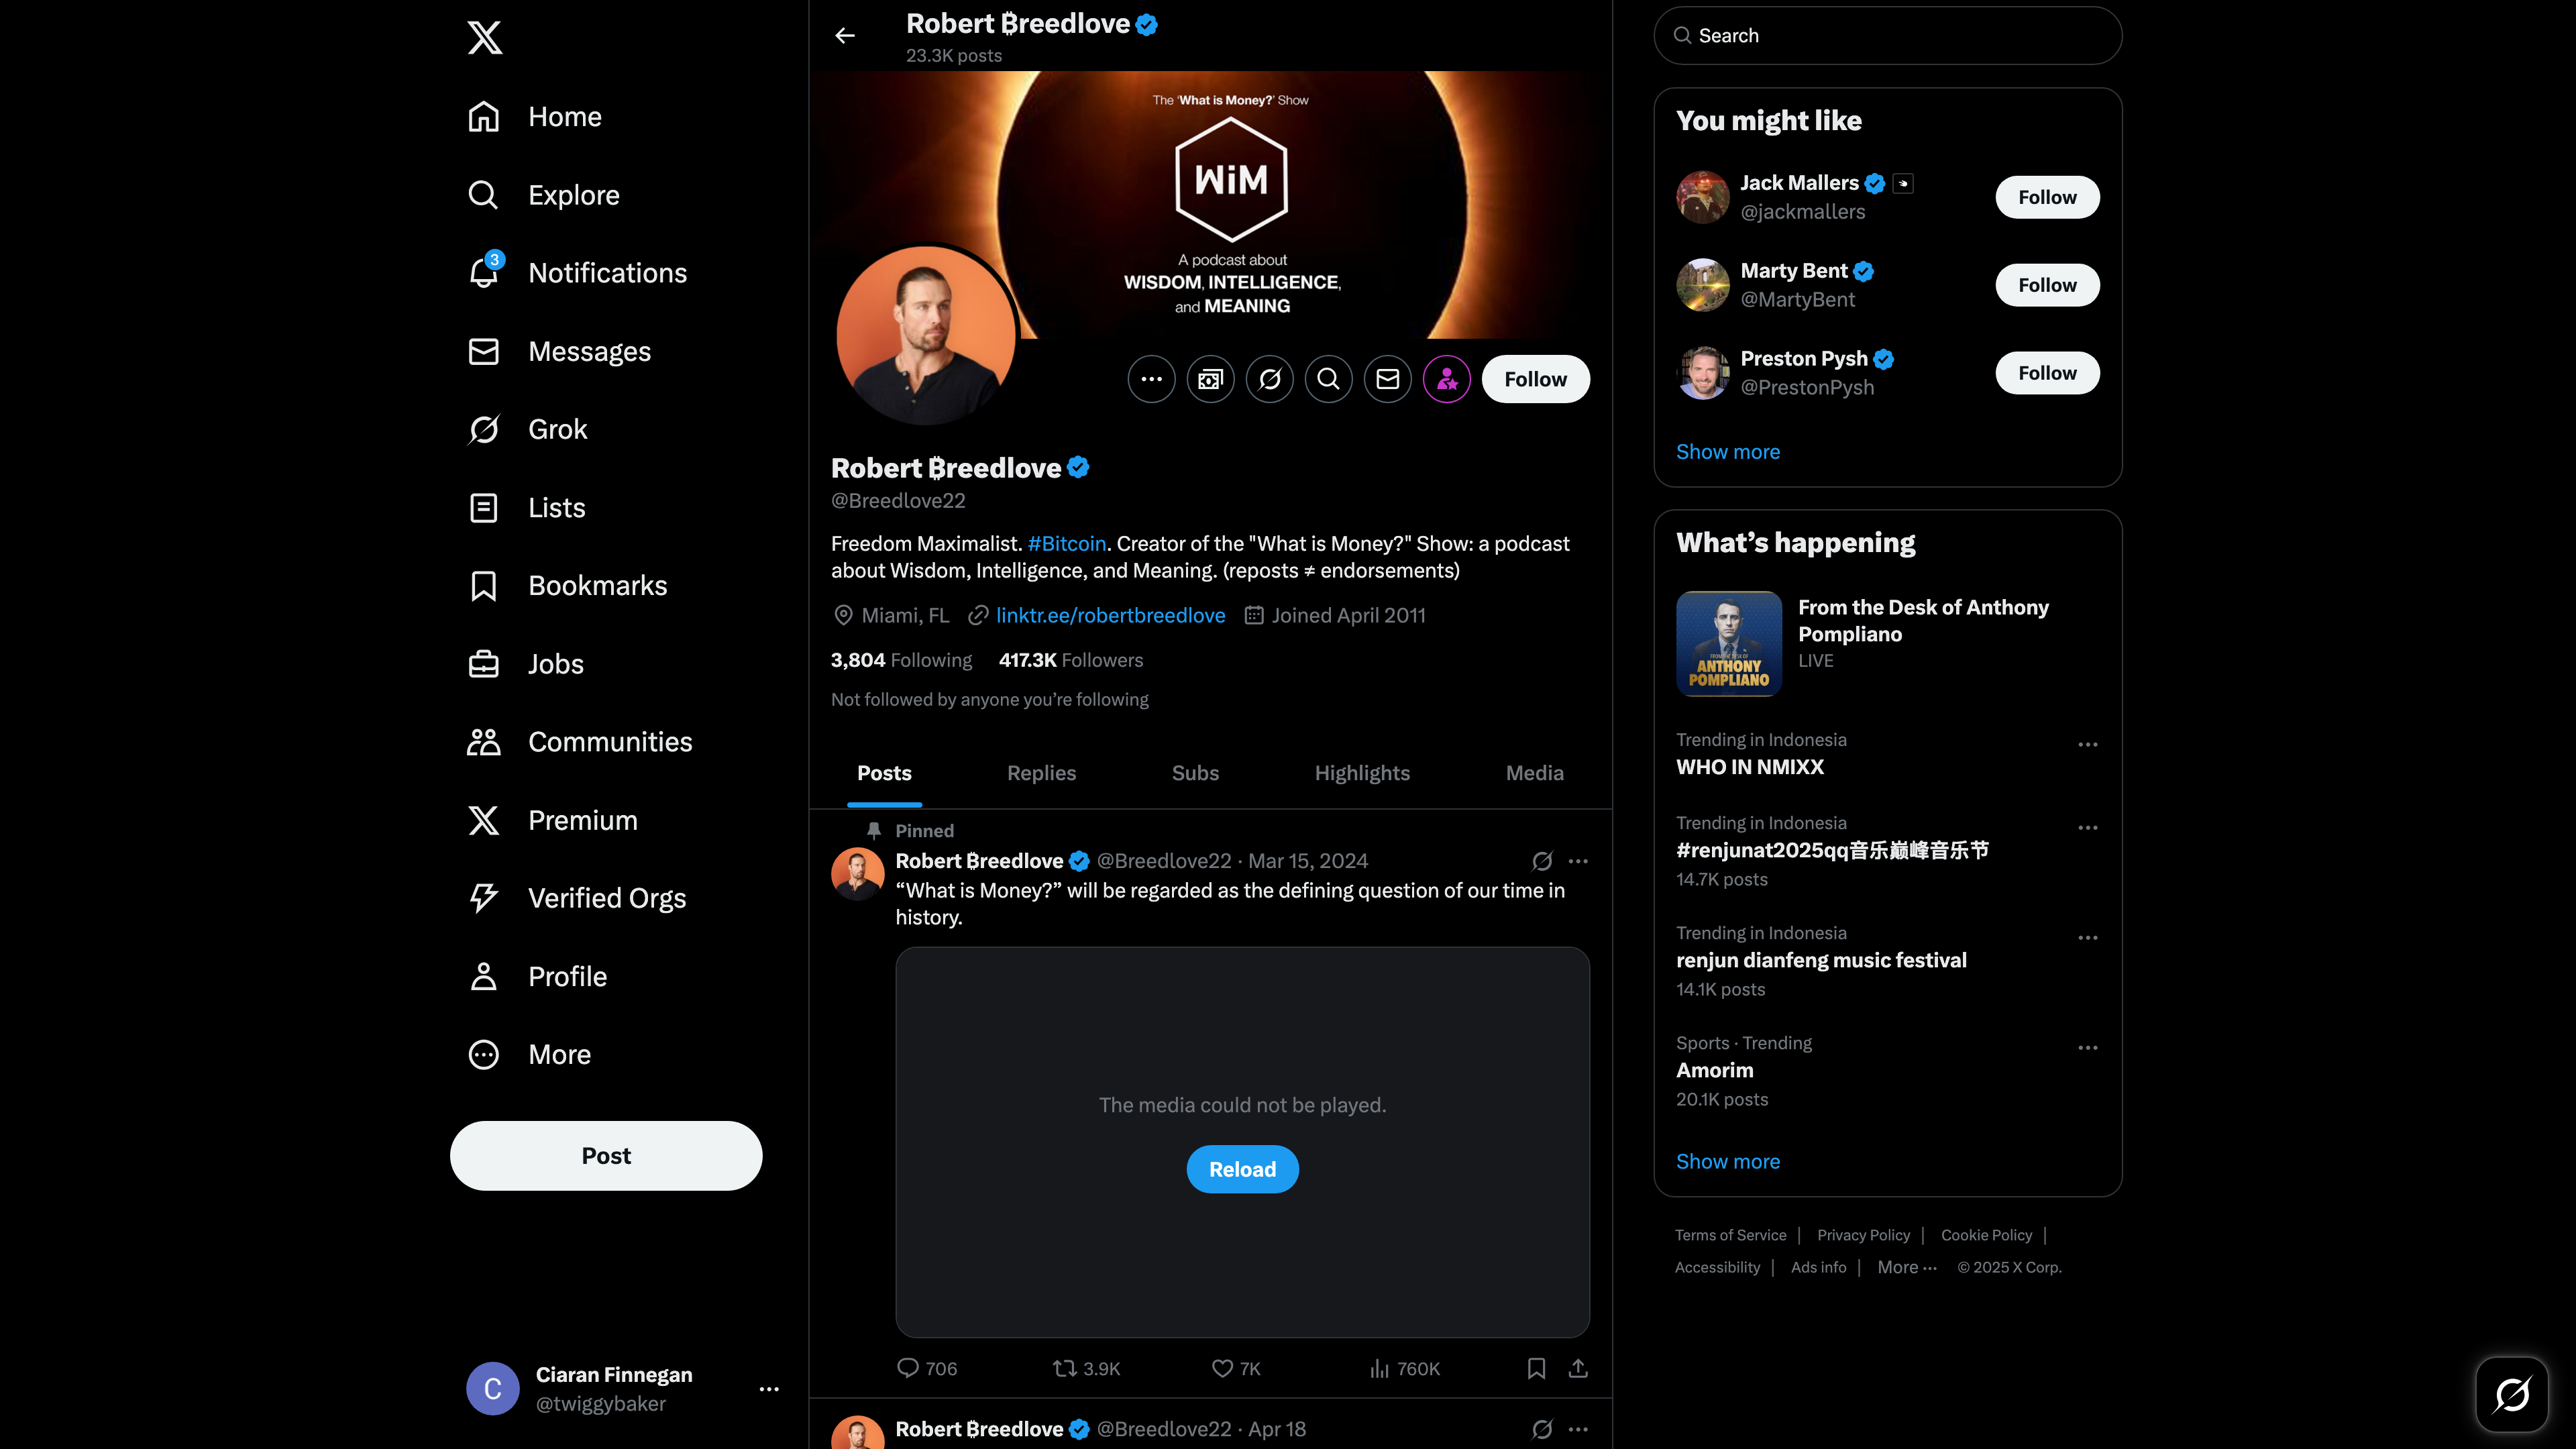 Home
Explore
3
Notifications
Messages
Grok
Lists
Bookmarks
Jobs
Communities
Premium
Verified Orgs
Profile
More
Post
C
Ciaran Finnegan
@twiggybaker
Robert ₿reedlove
23.3K posts
The 'What is Money?' Show
WiM
A podcast about
WISDOM, INTELLIGENCE,
and MEANING
Follow
Robert ₿reedlove
@Breedlove22
Freedom Maximalist. #Bitcoin. Creator of the "What is Money?" Show: a podcast
about Wisdom, Intelligence, and Meaning. (reposts ≠ endorsements)
Miami, FL linktr.ee/robertbreedlove Joined April 2011
3,804 Following 417.3K Followers
Not followed by anyone you’re following
Posts Replies Subs Highlights Media
Pinned
Robert ₿reedlove @Breedlove22 · Mar 15, 2024
“What is Money?” will be regarded as the defining question of our time in
history.
The media could not be played.
Reload
706 3.9K 7K 760K
Robert ₿reedlove @Breedlove22 · Apr 18
Search
You might like
Jack Mallers
@jackmallers
Follow
Marty Bent
@MartyBent
Follow
Preston Pysh
@PrestonPysh
Follow
Show more
What’s happening
FROM THE DESK OF
ANTHONY
POMPLIANO
From the Desk of Anthony
Pompliano
LIVE
Trending in Indonesia
WHO IN NMIXX
Trending in Indonesia
#renjunat2025qq音乐巅峰音乐节
14.7K posts
Trending in Indonesia
renjun dianfeng music festival
14.1K posts
Sports · Trending
Amorim
20.1K posts
Show more
Terms of Service | Privacy Policy | Cookie Policy |
Accessibility | Ads info | More ··· © 2025 X Corp.